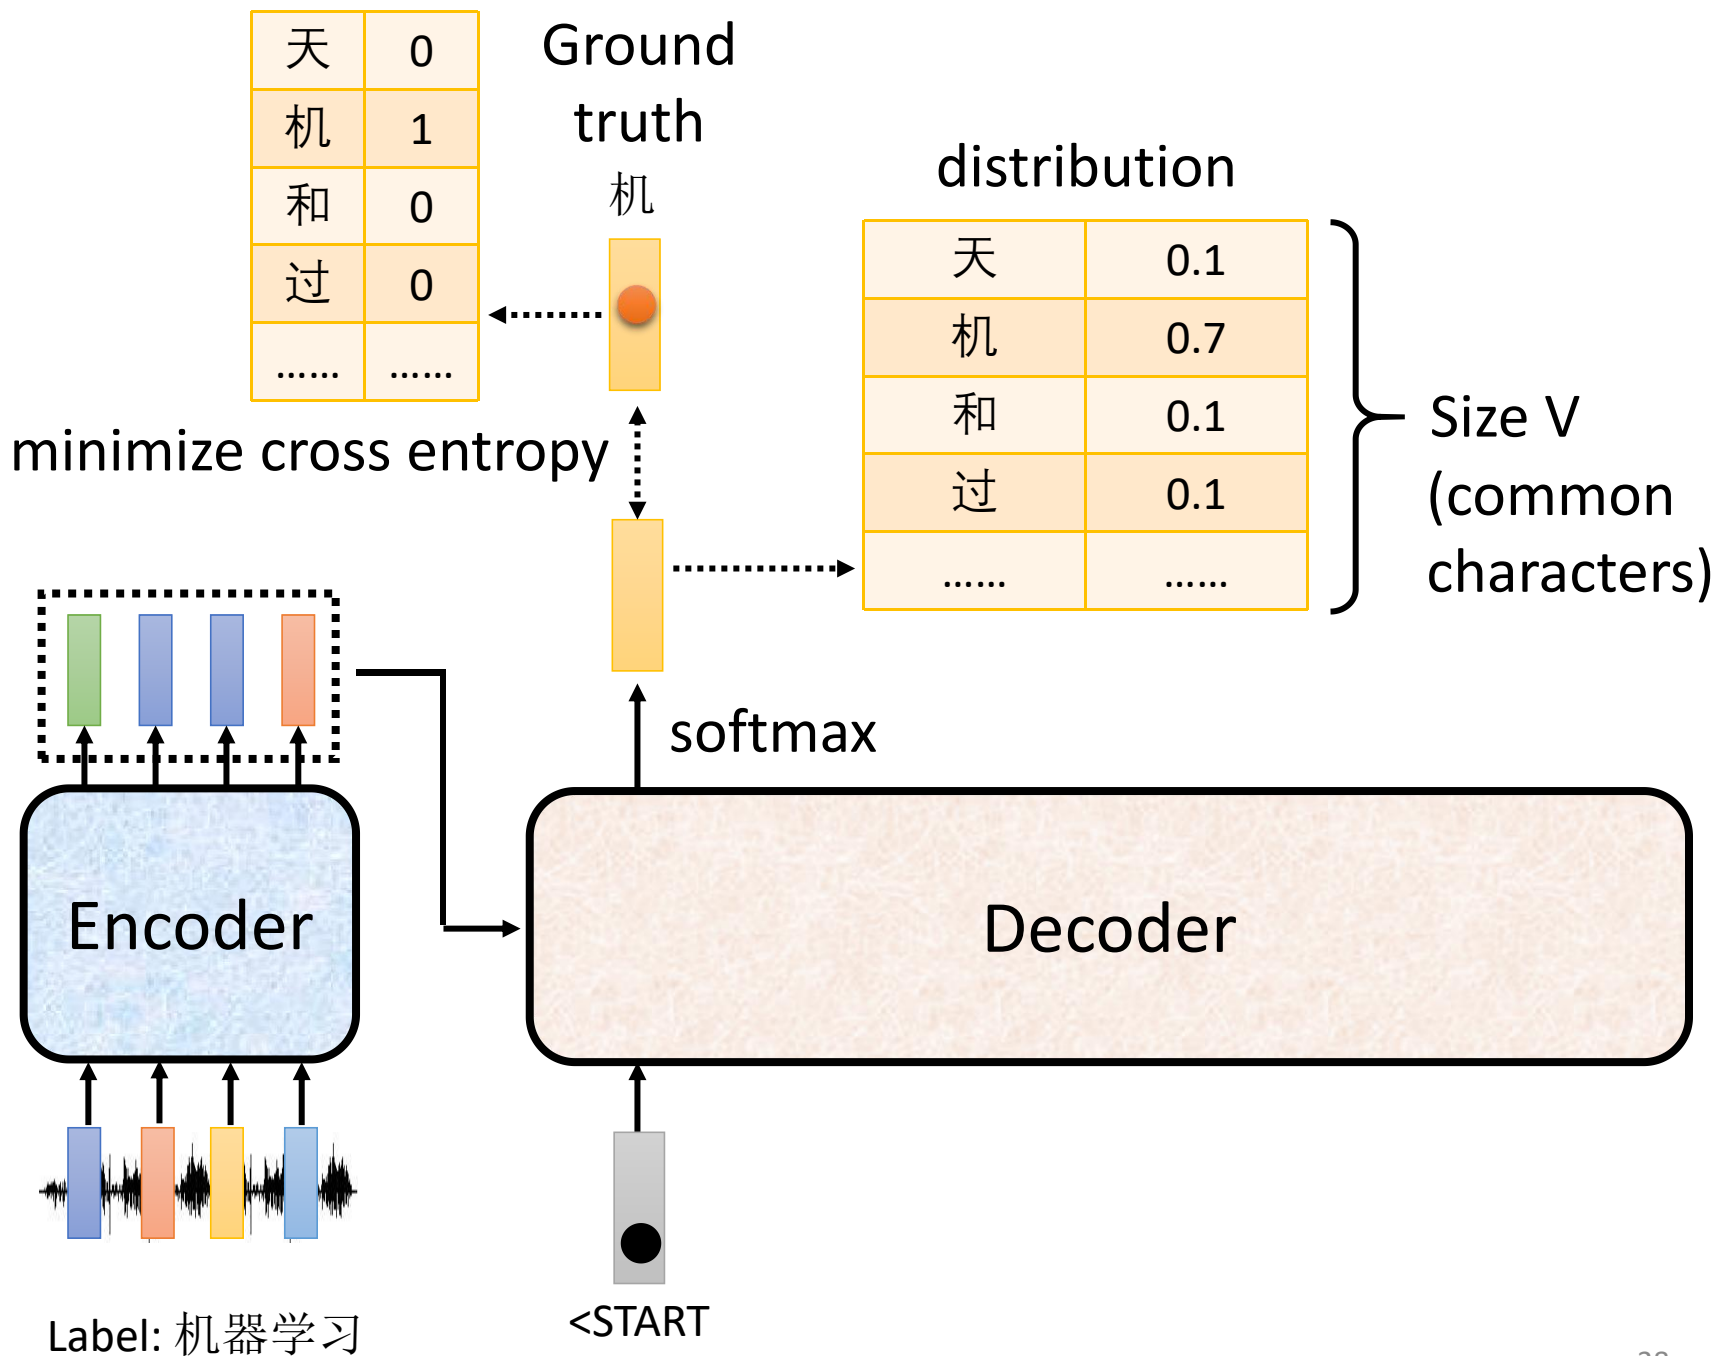 天 0
机 1
和 0
过 0
…… ……
Ground
truth
机
distribution
天 0.1
机 0.7
和 0.1
过 0.1
…… ……
Size V
(common
characters)
minimize cross entropy
softmax
Encoder
Decoder
Label: 机器学习
<START